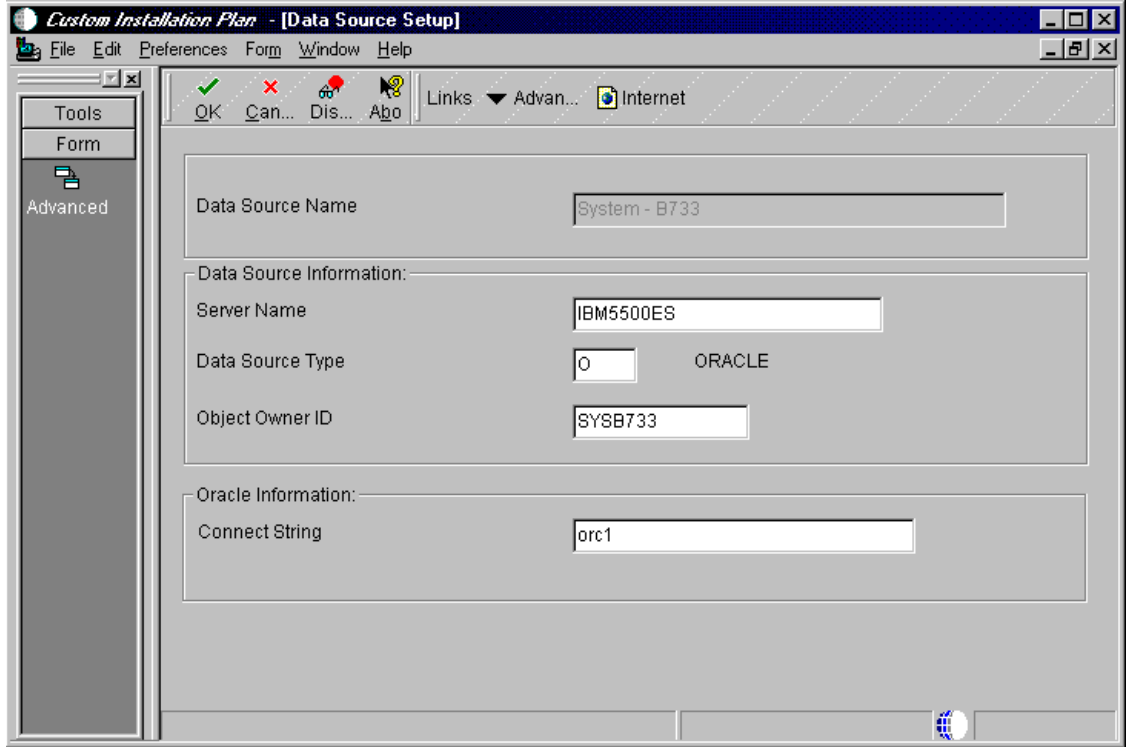 Custom Installation Plan - [Data Source Setup]
File Edit Preferences Form Window Help
Tools
Form
Advanced
OK Can... Dis... Abo Links Advan... Internet
Data Source Name System - B733
Data Source Information:
Server Name IBM5500ES
Data Source Type O ORACLE
Object Owner ID SYSB733
Oracle Information:
Connect String orc1